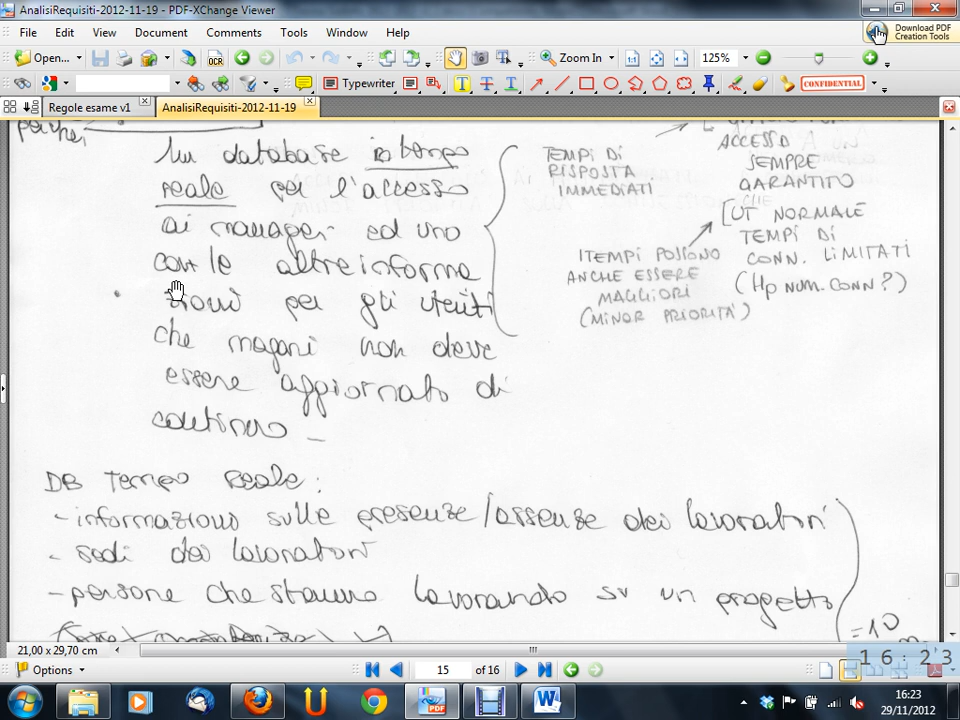 AnalisiRequisiti-2012-11-19 - PDF-XChange Viewer
File Edit View Document Comments Tools Window Help
Download PDF
Creation Tools
Open... OCR Zoom In 125%
Typewriter CONFIDENTIAL
Regole esame v1 AnalisiRequisiti-2012-11-19
perché
un database in tempo
reale per l'accesso
ai manager ed uno
con le altre informa
zioni per gli utenti
che magari non deve
essere aggiornato di
continuo
TEMPI DI
RISPOSTA
IMMEDIATI
ACCESSO
SEMPRE
GARANTITO
CHE
[UT NORMALE
TEMPI DI
CONN. LIMITATI
(Hp NUM. CONN?)
I TEMPI POSSONO
ANCHE ESSERE
MAGGIORI
(MINOR PRIORITA')
DB Tempo reale:
- informazioni sulle presenze/assenze dei lavoratori
- sedi dei lavoratori
- persone che stanno lavorando su un progetto
= 10
21,00 x 29,70 cm
16:23
Options 15 of 16
16:23
29/11/2012